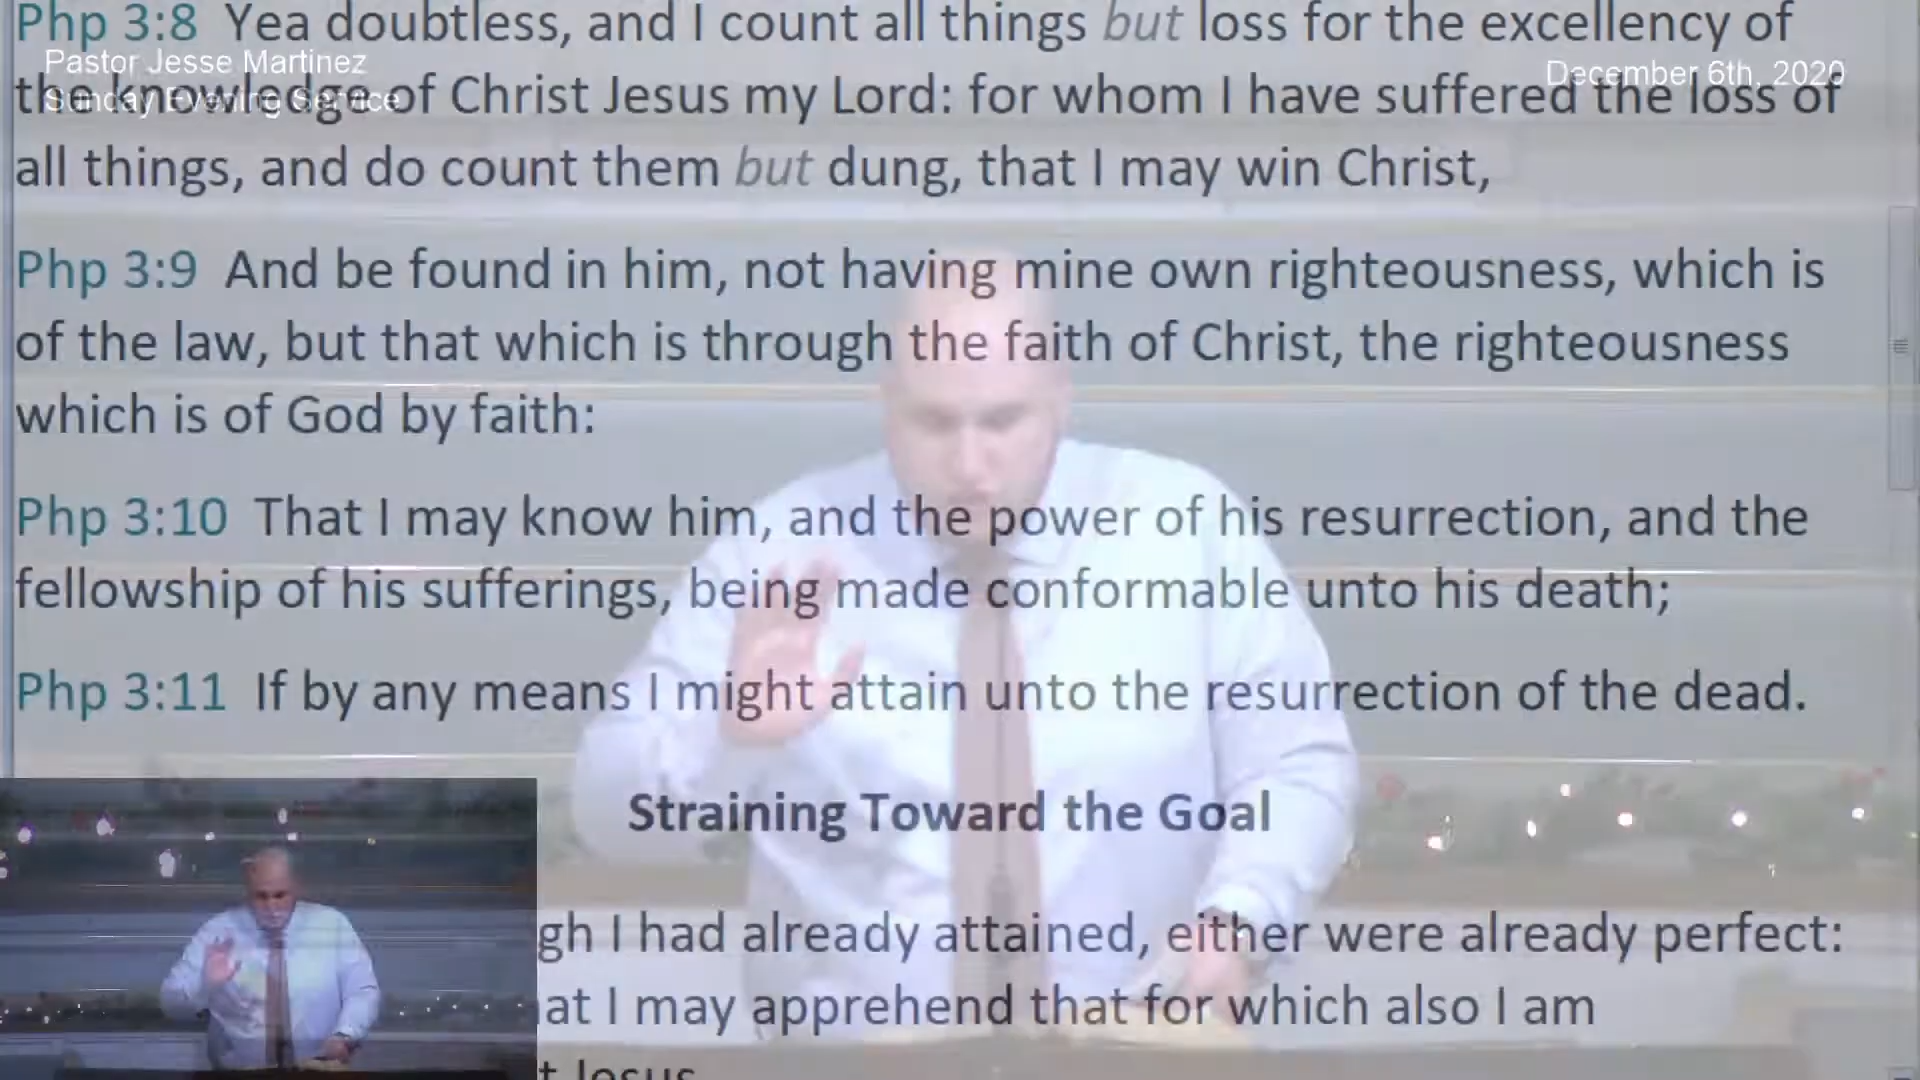 Php 3:8 Yea doubtless, and I count all things but loss for the excellency of
Pastor Jesse Martinez
December 6th, 2020
the knowledge of Christ Jesus my Lord: for whom I have suffered the loss of
Sunday Evening Service
all things, and do count them but dung, that I may win Christ,
Php 3:9 And be found in him, not having mine own righteousness, which is
of the law, but that which is through the faith of Christ, the righteousness
which is of God by faith:
Php 3:10 That I may know him, and the power of his resurrection, and the
fellowship of his sufferings, being made conformable unto his death;
Php 3:11 If by any means I might attain unto the resurrection of the dead.
Straining Toward the Goal
gh I had already attained, either were already perfect:
at I may apprehend that for which also I am
t Jesus